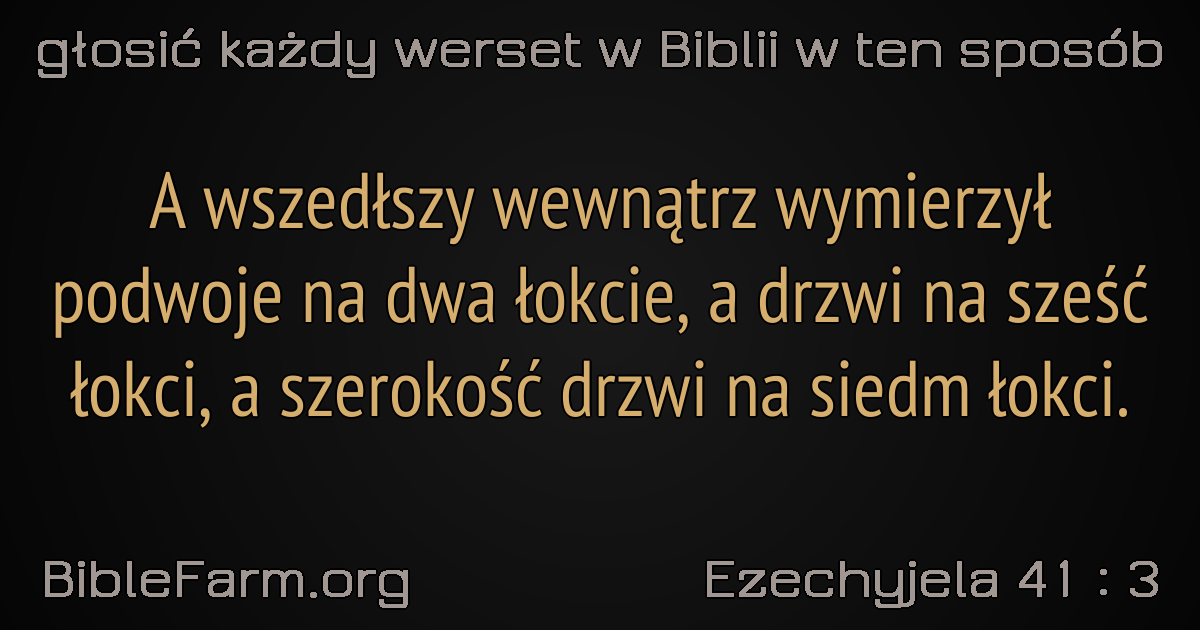 głosić każdy werset w Biblii w ten sposób
A wszedłszy wewnątrz wymierzył
podwoje na dwa łokcie, a drzwi na sześć
łokci, a szerokość drzwi na siedm łokci.
BibleFarm.org
Ezechyjela 41 : 3